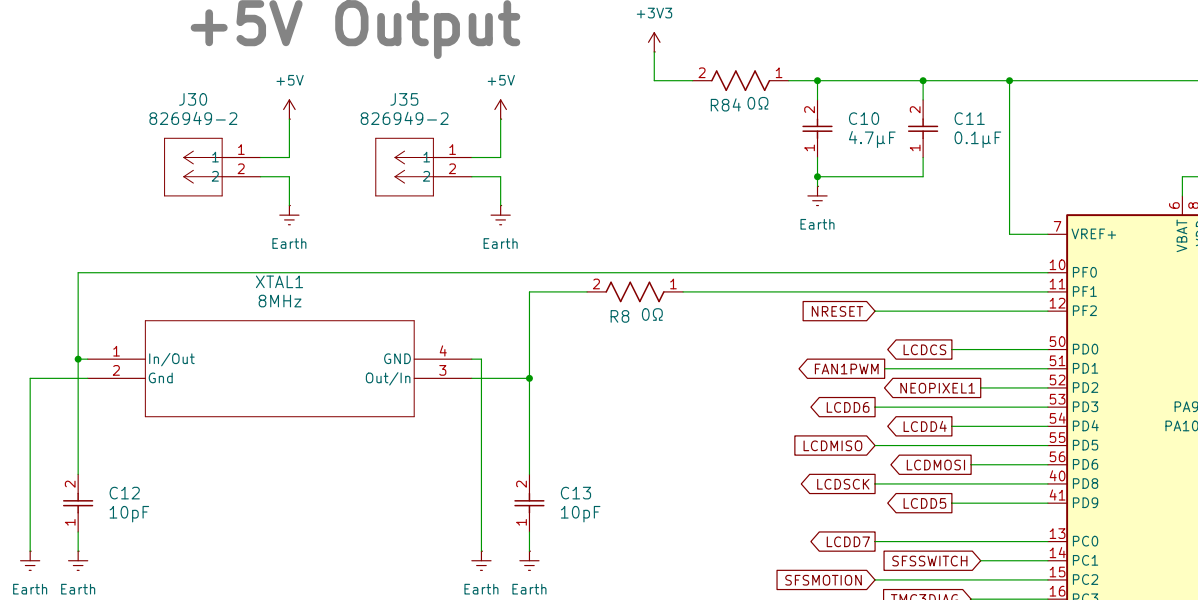 +5V Output
+3V3
+5V
+5V
J30
826949-2
J35
826949-2
1
1
2
2
1
1
2
2
Earth
Earth
2
1
R84 0Ω
2
1
C10
4.7µF
2
1
C11
0.1µF
Earth
6
8
VBAT
7
VREF+
XTAL1
8MHz
1
In/Out
2
Gnd
GND
4
Out/In
3
2
1
R8 0Ω
2
1
C12
10pF
2
1
C13
10pF
Earth
Earth
Earth
Earth
10
PF0
11
PF1
NRESET
12
PF2
LCDCS
50
PD0
FAN1PWM
51
PD1
NEOPIXEL1
52
PD2
LCDD6
53
PD3
PA9
LCDD4
54
PD4
PA10
LCDMISO
55
PD5
LCDMOSI
56
PD6
LCDSCK
40
PD8
LCDD5
41
PD9
LCDD7
13
PC0
SFSSWITCH
14
PC1
SFSMOTION
15
PC2
TMC3DIAG
16
PC3